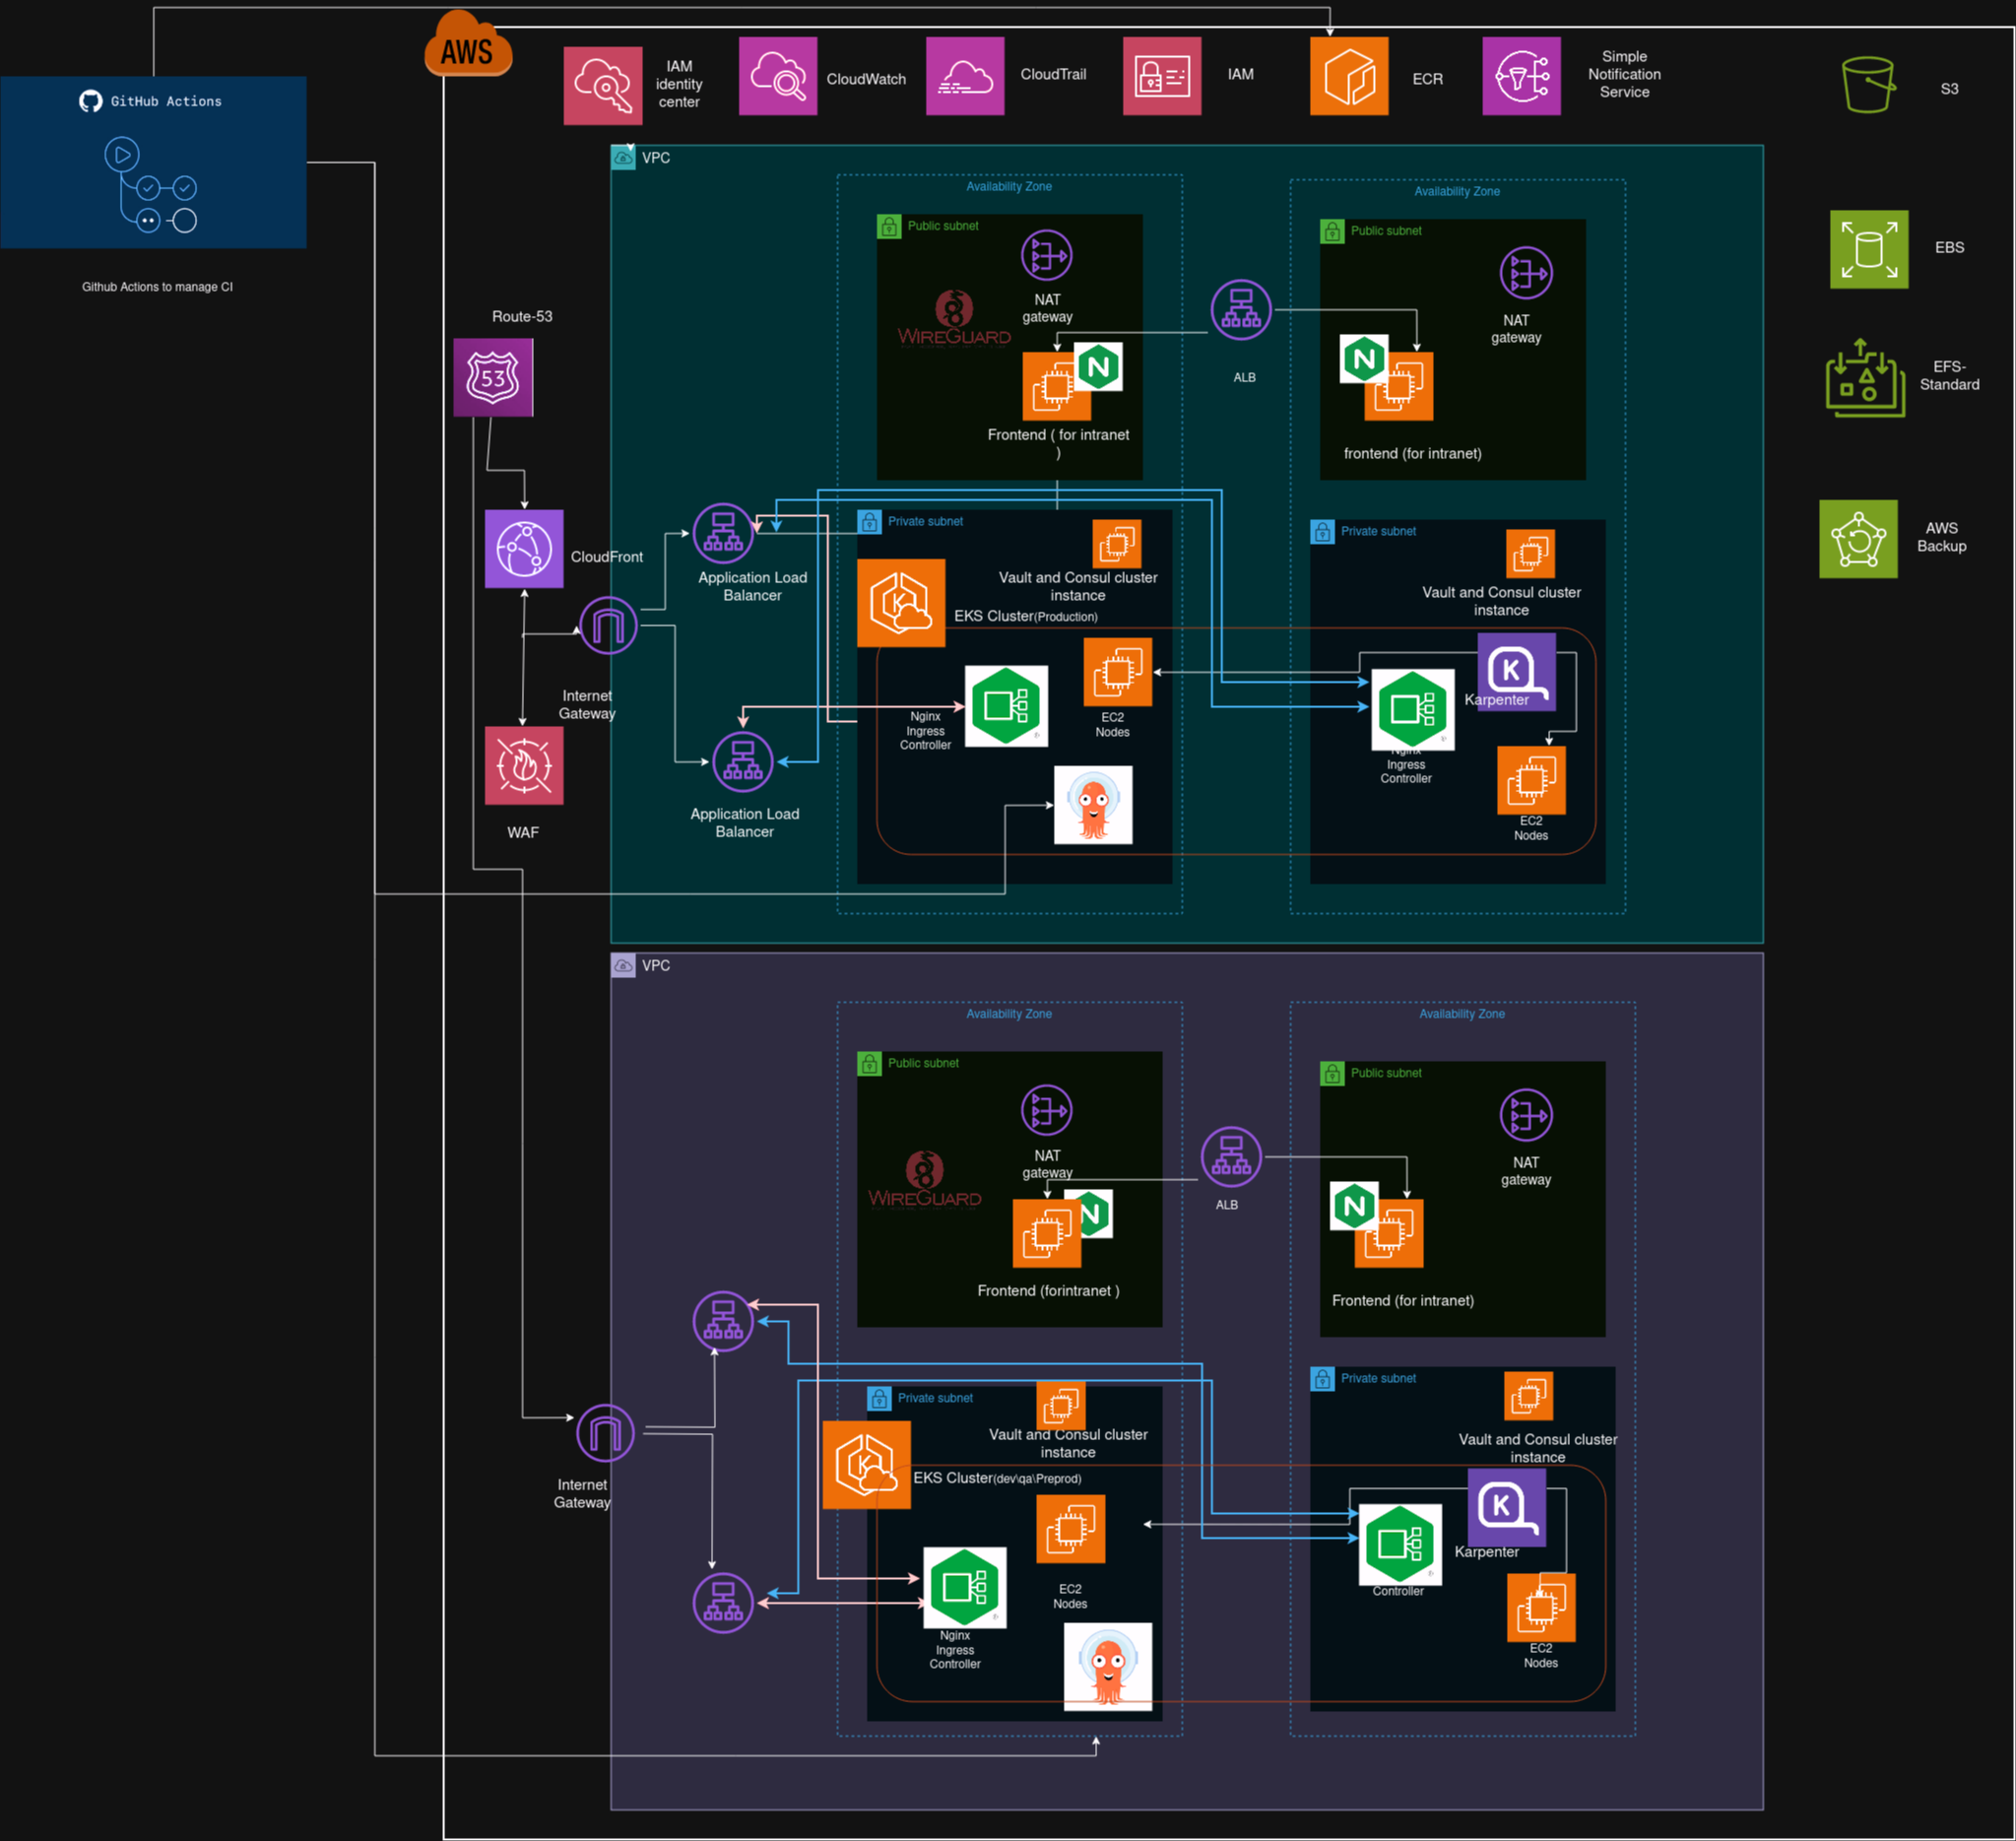 AWS
IAM
identity
center
CloudWatch
CloudTrail
IAM
ECR
Simple
Notification
Service
S3
GitHub Actions
Github Actions to manage CI
EBS
EFS-
Standard
AWS
Backup
Route-53
53
CloudFront
Internet
Gateway
WAF
VPC
Availability Zone
Availability Zone
Public subnet
NAT
gateway
WIREGUARD
N
Frontend ( for intranet
)
ALB
Public subnet
NAT
gateway
N
frontend (for intranet)
Application Load
Balancer
Application Load
Balancer
Private subnet
Vault and Consul cluster
instance
K
EKS Cluster(Production)
Nginx
Ingress
Controller
EC2
Nodes
Private subnet
Vault and Consul cluster
instance
K
Karpenter
Nginx
Ingress
Controller
EC2
Nodes
VPC
Availability Zone
Availability Zone
Public subnet
NAT
gateway
WIREGUARD
N
Frontend (forintranet )
ALB
Public subnet
NAT
gateway
N
Frontend (for intranet)
Internet
Gateway
Private subnet
Vault and Consul cluster
instance
K
EKS Cluster(dev\qa\Preprod)
EC2
Nodes
Nginx
Ingress
Controller
Private subnet
Vault and Consul cluster
instance
K
Karpenter
Controller
EC2
Nodes